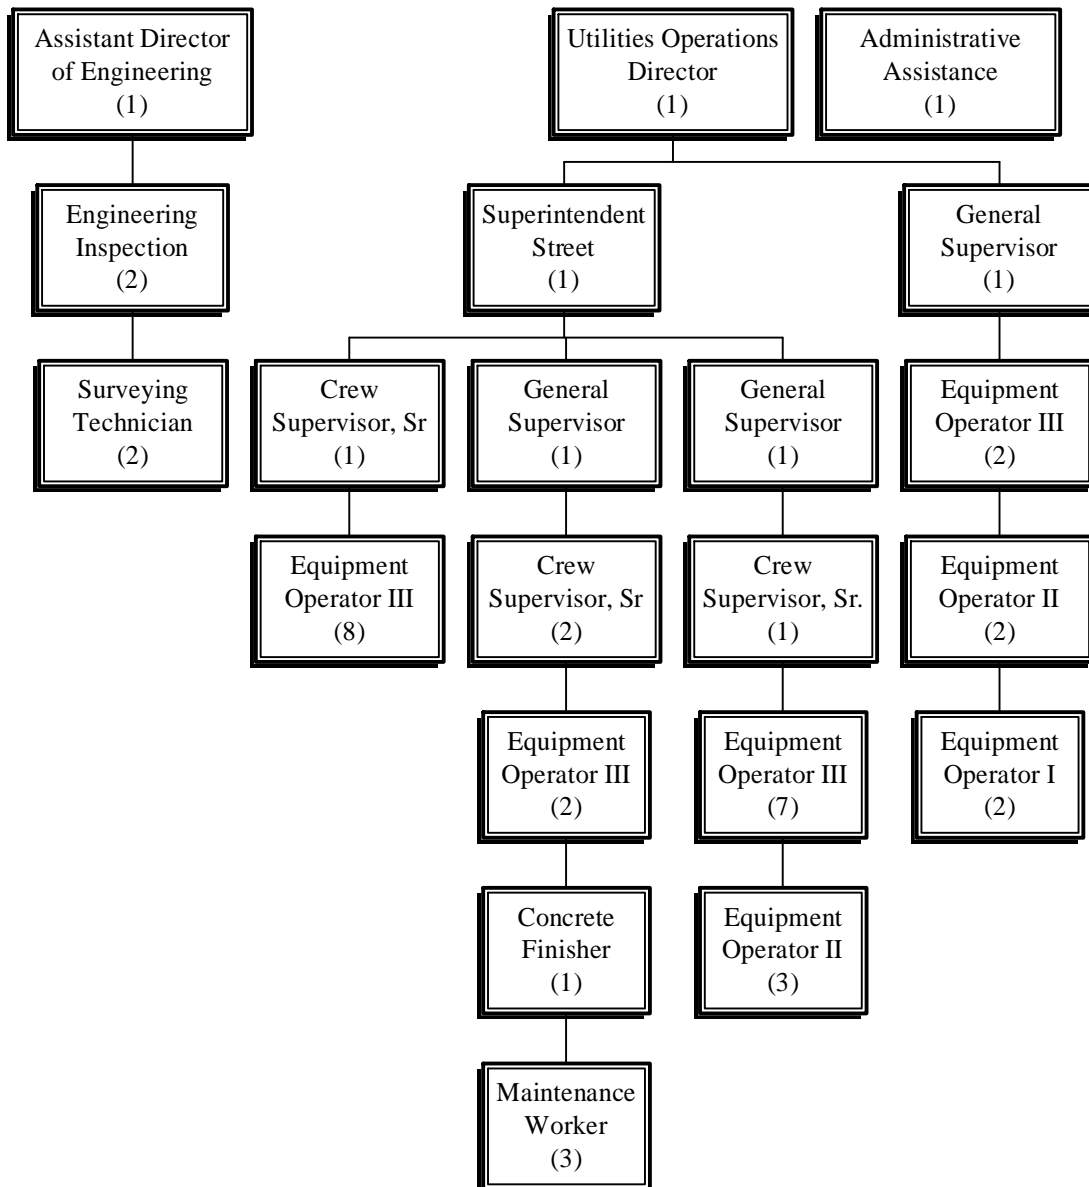 Assistant Director
of Engineering
(1)
Utilities Operations
Director
(1)
Administrative
Assistance
(1)
Engineering
Inspection
(2)
Superintendent
Street
(1)
General
Supervisor
(1)
Surveying
Technician
(2)
Crew
Supervisor, Sr
(1)
General
Supervisor
(1)
General
Supervisor
(1)
Equipment
Operator III
(2)
Equipment
Operator III
(8)
Crew
Supervisor, Sr
(2)
Crew
Supervisor, Sr.
(1)
Equipment
Operator II
(2)
Equipment
Operator III
(2)
Equipment
Operator III
(7)
Equipment
Operator I
(2)
Concrete
Finisher
(1)
Equipment
Operator II
(3)
Maintenance
Worker
(3)